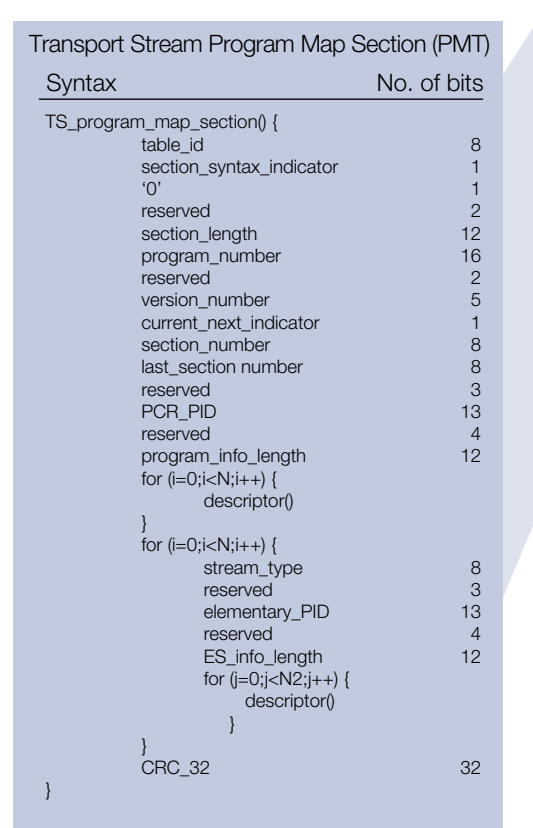 Transport Stream Program Map Section (PMT)
Syntax No. of bits
TS_program_map_section() {
table_id 8
section_syntax_indicator 1
‘0’ 1
reserved 2
section_length 12
program_number 16
reserved 2
version_number 5
current_next_indicator 1
section_number 8
last_section number 8
reserved 3
PCR_PID 13
reserved 4
program_info_length 12
for (i=0;i<N;i++) {
descriptor()
}
for (i=0;i<N;i++) {
stream_type 8
reserved 3
elementary_PID 13
reserved 4
ES_info_length 12
for (j=0;j<N2;j++) {
descriptor()
}
}
CRC_32 32
}